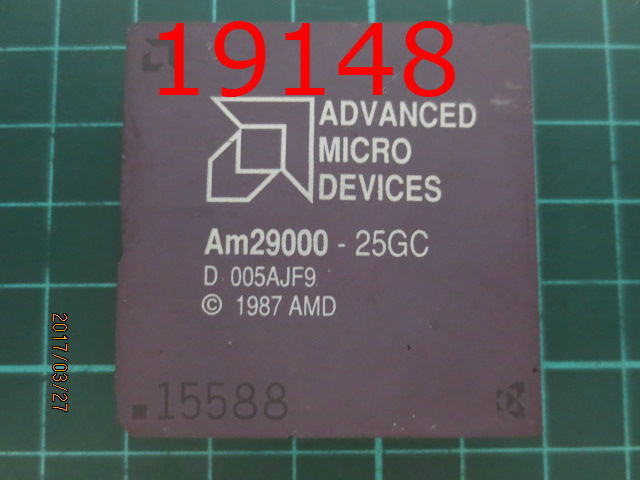 19148
ADVANCED
MICRO
DEVICES
Am29000 - 25GC
D 005AJF9
© 1987 AMD
15588
2017/03/27